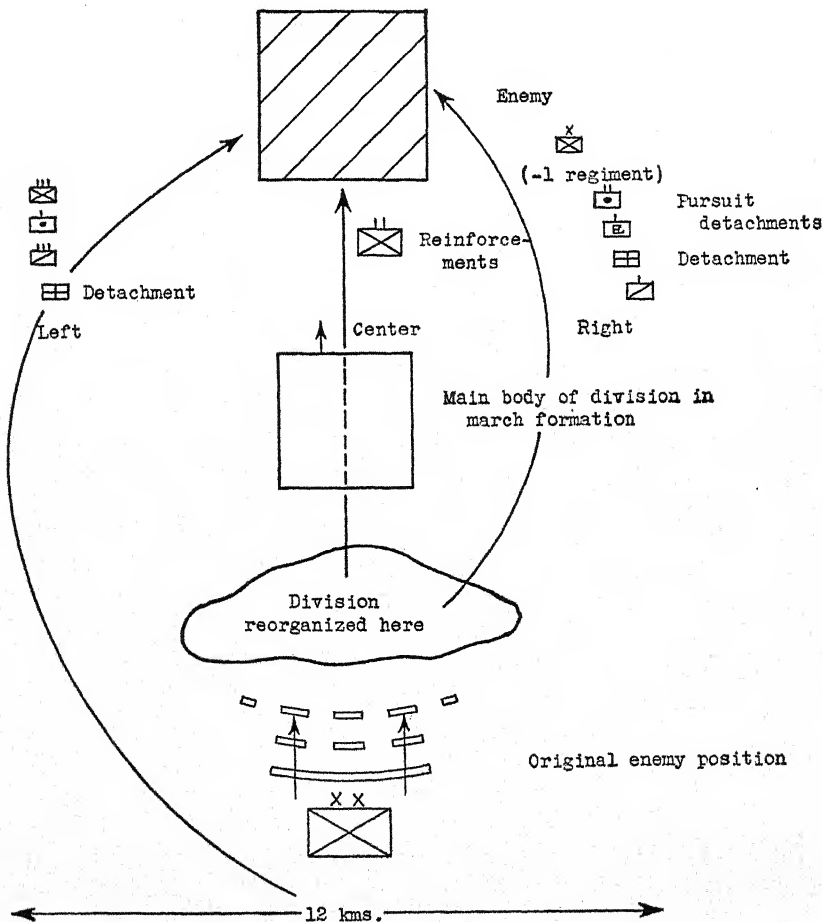 Enemy
(-1 regiment)
Pursuit
detachments
Detachment
Right
Detachment
Left
Reinforce-
ments
Center
Main body of division in
march formation
Division
reorganized here
Original enemy position
X X
12 kms.